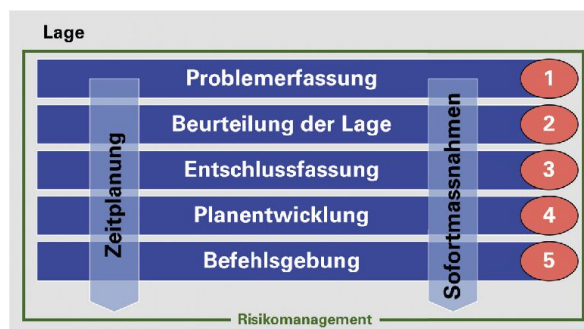 Lage
Problemerfassung 1
Beurteilung der Lage 2
Entschlussfassung 3
Planentwicklung 4
Befehlsgebung 5
Zeitplanung
Sofortmassnahmen
Risikomanagement